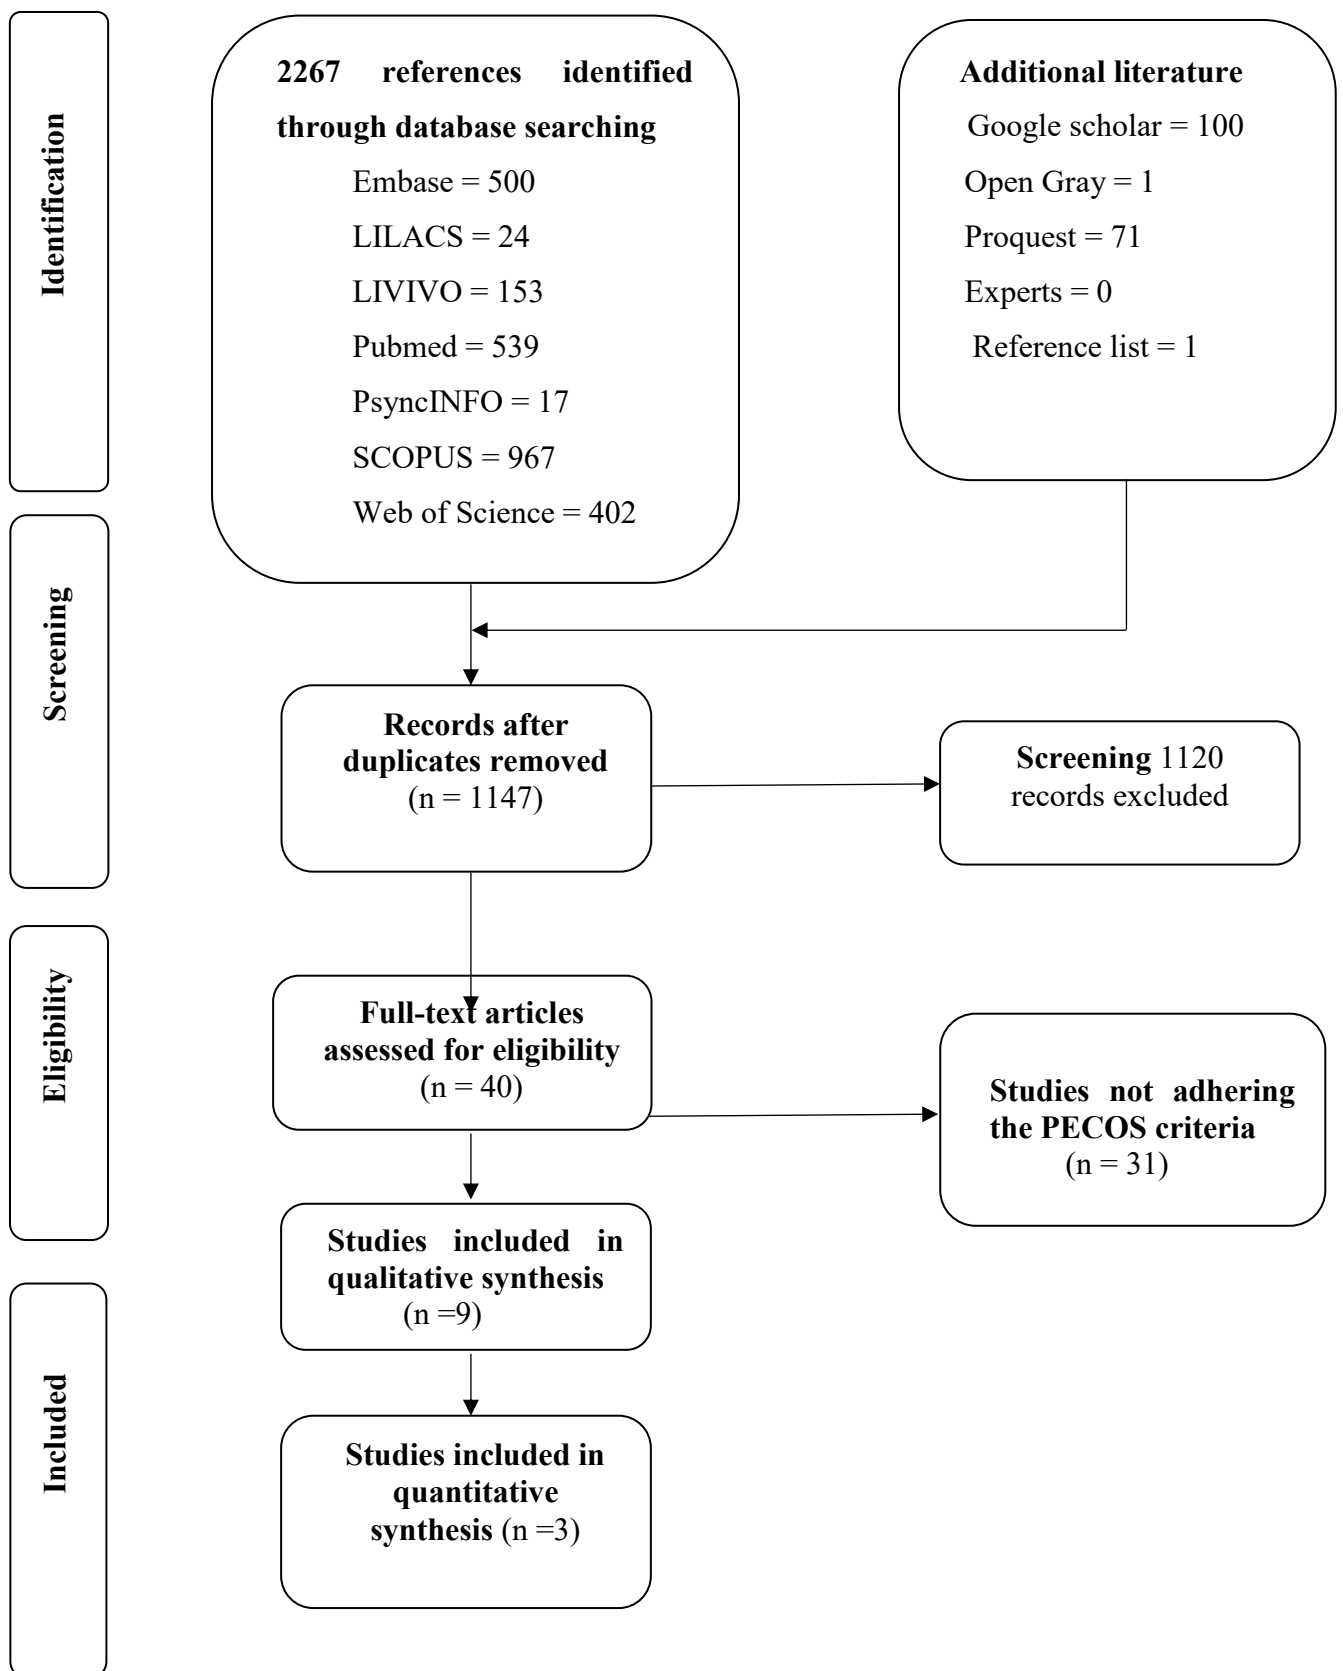 Identification
2267 references identified
through database searching
Embase = 500
LILACS = 24
LIVIVO = 153
Pubmed = 539
PsyncINFO = 17
SCOPUS = 967
Web of Science = 402
Additional literature
Google scholar = 100
Open Gray = 1
Proquest = 71
Experts = 0
Reference list = 1
Screening
Records after
duplicates removed
(n = 1147)
Screening 1120
records excluded
Eligibility
Full-text articles
assessed for eligibility
(n = 40)
Studies not adhering
the PECOS criteria
(n = 31)
Studies included in
qualitative synthesis
(n =9)
Included
Studies included in
quantitative
synthesis (n =3)